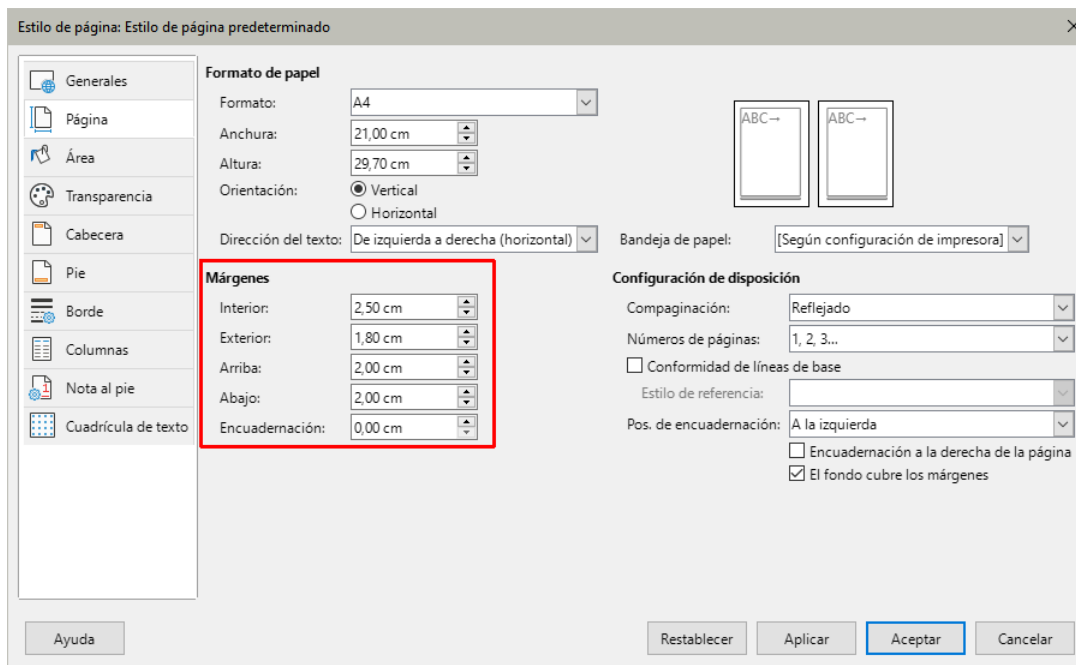 Estilo de página: Estilo de página predeterminado
Generales
Página
Área
Transparencia
Cabecera
Pie
Borde
Columnas
Nota al pie
Cuadrícula de texto
Formato de papel
Formato: A4
Anchura: 21,00 cm
Altura: 29,70 cm
Orientación: Vertical
Horizontal
Dirección del texto: De izquierda a derecha (horizontal)
ABC→ ABC→
Bandeja de papel: [Según configuración de impresora]
Márgenes
Interior: 2,50 cm
Exterior: 1,80 cm
Arriba: 2,00 cm
Abajo: 2,00 cm
Encuadernación: 0,00 cm
Configuración de disposición
Compaginación: Reflejado
Números de páginas: 1, 2, 3...
Conformidad de líneas de base
Estilo de referencia:
Pos. de encuadernación: A la izquierda
Encuadernación a la derecha de la página
El fondo cubre los márgenes
Ayuda Restablecer Aplicar Aceptar Cancelar